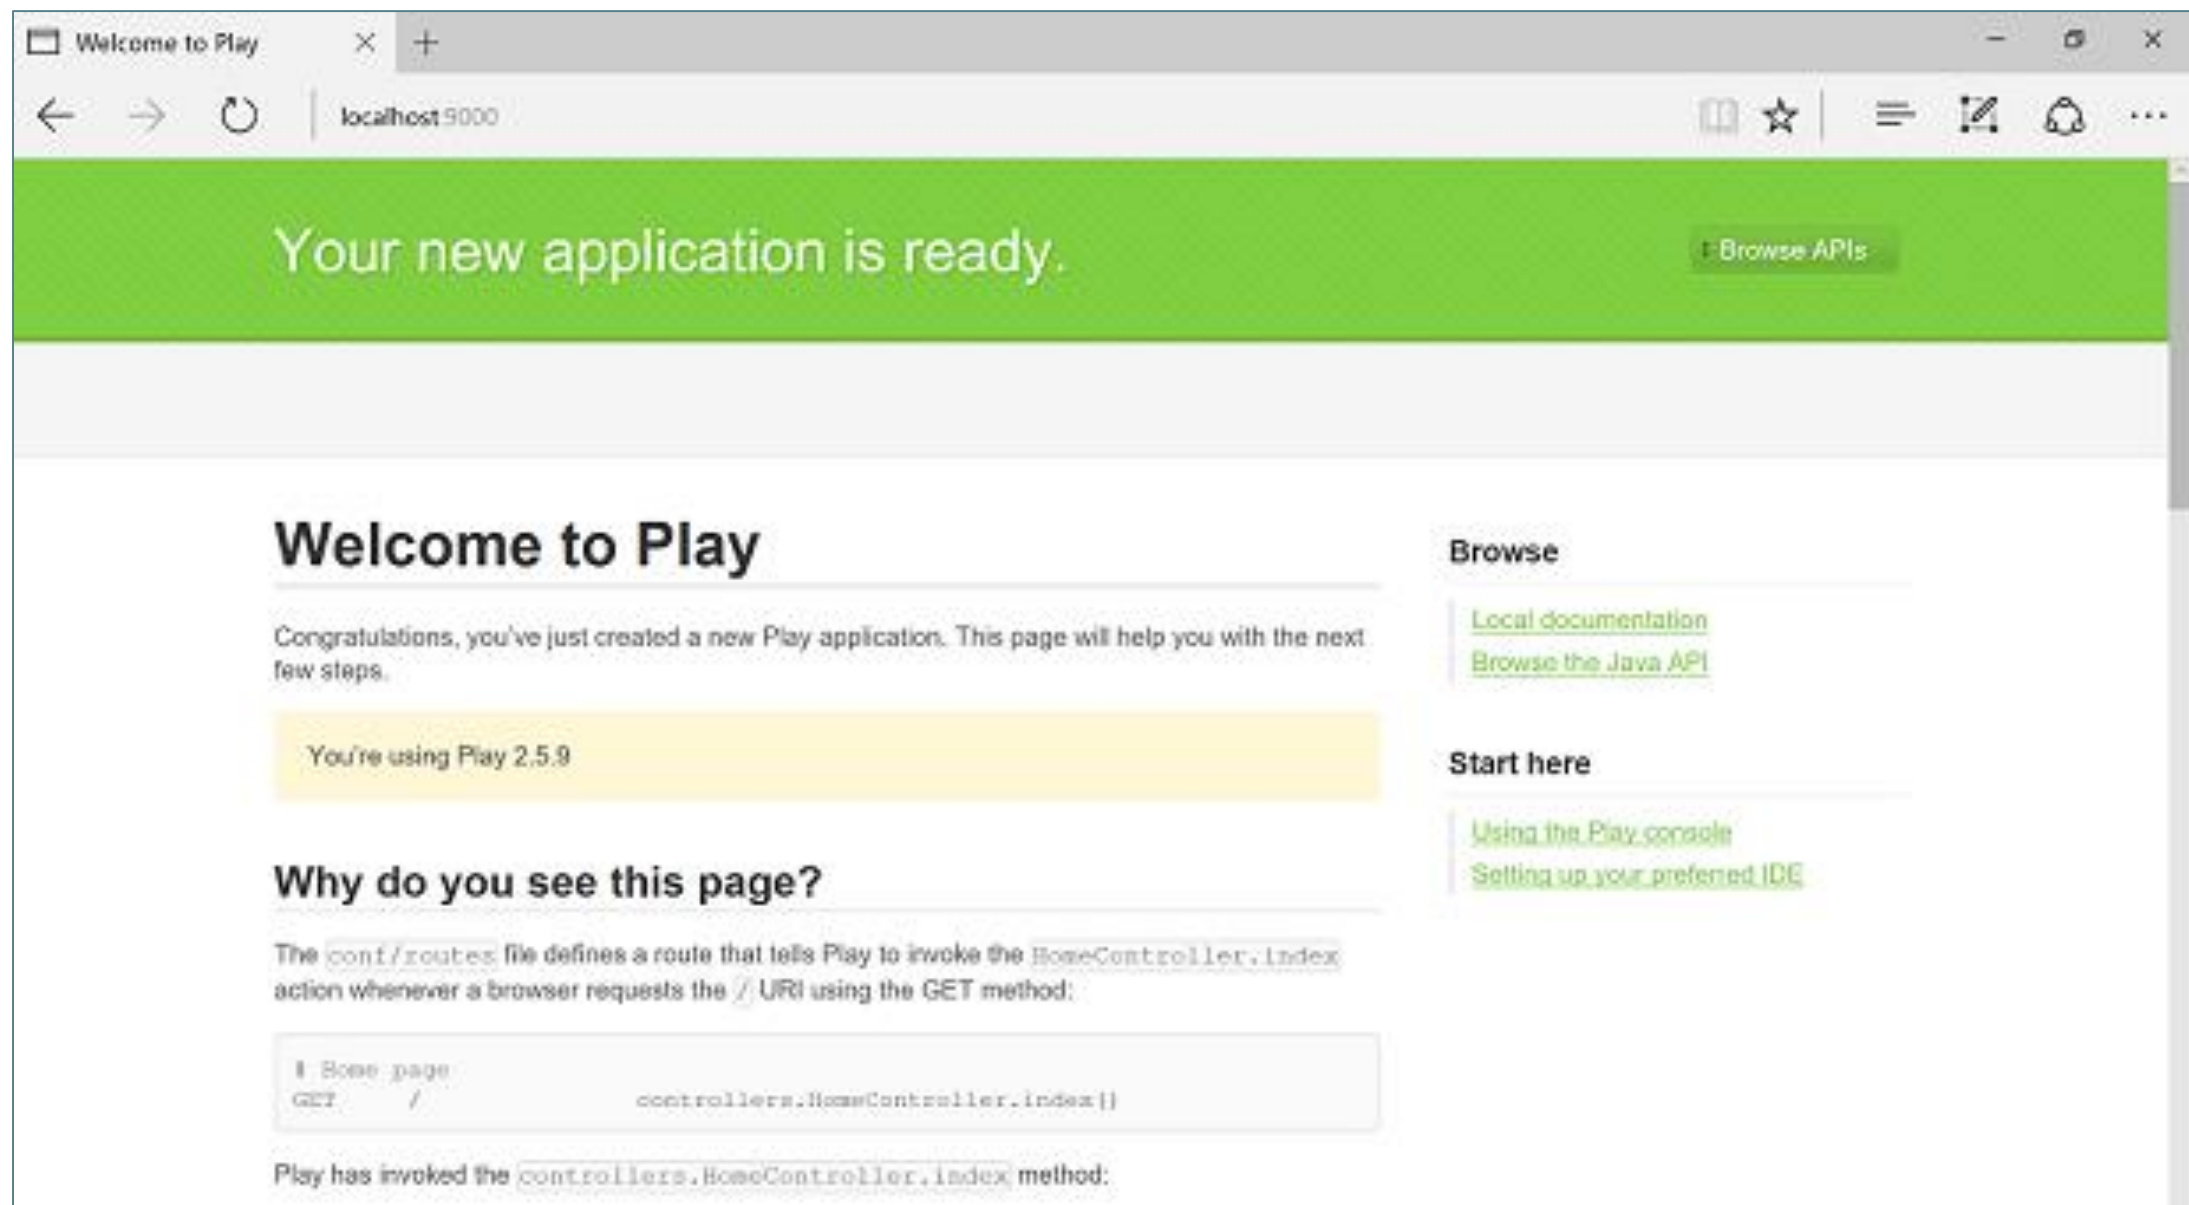 Welcome to Play
localhost:9000
Your new application is ready.
Browse APIs
Welcome to Play
Congratulations, you've just created a new Play application. This page will help you with the next
few steps.
You're using Play 2.5.9
Why do you see this page?
The conf/routes file defines a route that tells Play to invoke the HomeController.index
action whenever a browser requests the / URI using the GET method:
# Home page
GET / controllers.HomeController.index()
Play has invoked the controllers.HomeController.index method:
Browse
Local documentation
Browse the Java API
Start here
Using the Play console
Setting up your preferred IDE